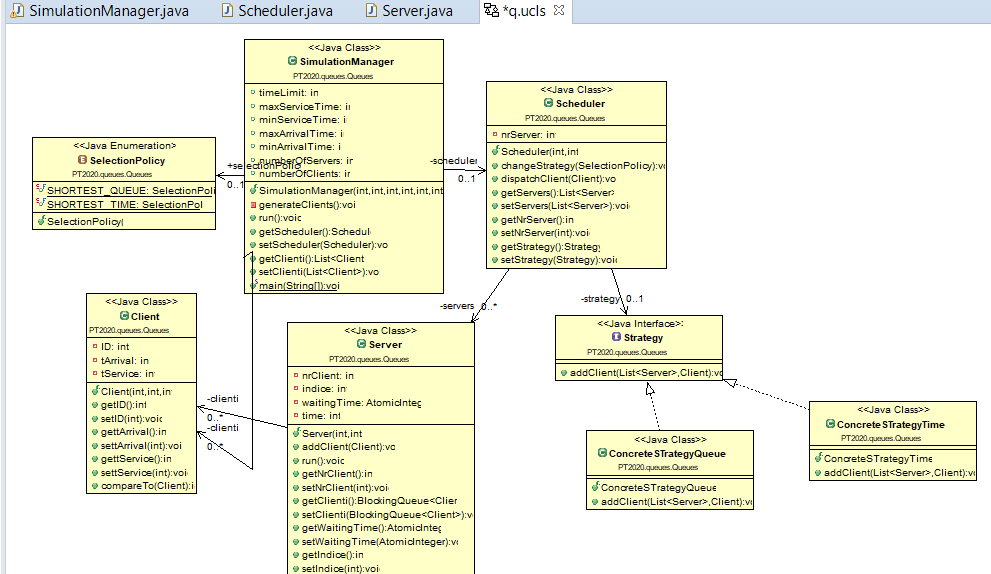 SimulationManager.java
Scheduler.java
Server.java
*q.ucls
<<Java Class>>
SimulationManager
PT2020.queues.Queues
timeLimit: in
maxServiceTime: in
minServiceTime: i
maxArrivalTime: i
minArrivalTime: i
numberOfServers: in
numberOfClients: in
SimulationManager(int,int,int,int,int,int
generateClients():voi
run():voic
getScheduler():Schedul
setScheduler(Scheduler):vo
getClienti():List<Client
setClienti(List<Client>):vo
main(String[]):voi
<<Java Enumeration>
SelectionPolicy
PT2020.queues.Queues
SHORTEST_QUEUE: SelectionPoli
SHORTEST_TIME: SelectionPol
SelectionPolicy(
+selectionPolic
0..1
-scheduler
0..1
<<Java Class>>
Scheduler
PT2020.queues.Queues
nrServer: in
Scheduler(int,int
changeStrategy(SelectionPolicy):vo
dispatchClient(Client):vo
getServers():List<Server>
setServers(List<Server>):voi
getNrServer():in
setNrServer(int):voi
getStrategy():Strategy
setStrategy(Strategy):voi
-servers
0..*
-strategy
0..1
<<Java Class>>
Client
PT2020.queues.Queues
ID: int
tArrival: in
tService: in
Client(int,int,in
getID():int
setID(int):voic
gettArrival():in
settArrival(int):voi
gettService():in
settService(int):voi
compareTo(Client):i
-clienti
0..*
-clienti
0..*
<<Java Class>>
Server
PT2020.queues.Queues
nrClient: in
indice: in
waitingTime: AtomicInteg
time: int
Server(int,int
addClient(Client):vo
run():voic
getNrClient():in
setNrClient(int):voi
getClienti():BlockingQueue<Clien
setClienti(BlockingQueue<Client>):v
getWaitingTime():AtomicInteg
setWaitingTime(AtomicInteger):vo
getIndice():in
setIndice(int):voi
<<Java Interface>>
Strategy
PT2020.queues.Queues
addClient(List<Server>,Client):vo
<<Java Class>>
ConcreteSTrategyQueue
PT2020.queues.Queues
ConcreteSTrategyQueue
addClient(List<Server>,Client):vo
<<Java Class>>
ConcreteSTrategyTime
PT2020.queues.Queues
ConcreteSTrategyTime
addClient(List<Server>,Client):vo